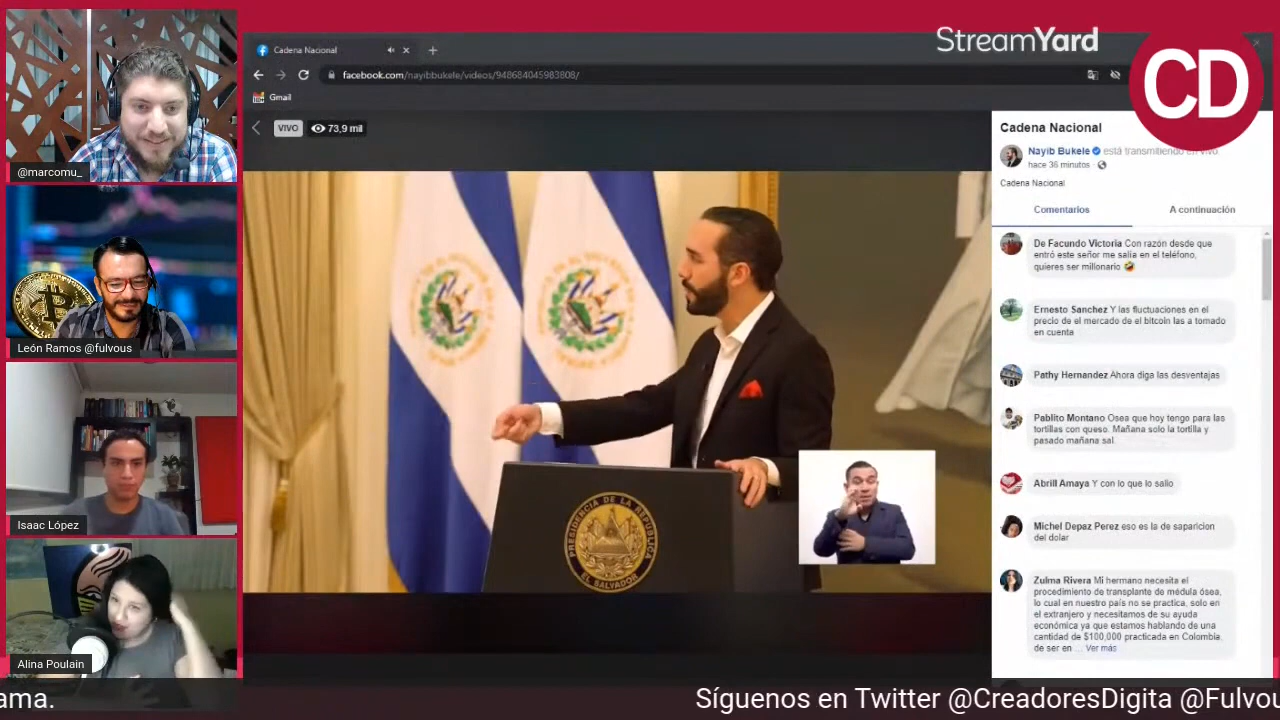 @marcomu_
León Ramos @fulvous
Isaac López
Alina Poulain
StreamYard
CD
Cadena Nacional
facebook.com/nayibbukele/videos/948684045983808/
Gmail
VIVO
73,9 mil
PRESIDENCIA DE LA REPÚBLICA
EL SALVADOR
Cadena Nacional
Nayib Bukele está transmitiendo en vivo
hace 36 minutos
Cadena Nacional
Comentarios
A continuación
De Facundo Victoria Con razón desde que
entró este señor me salía en el teléfono,
quieres ser millonario 🤣
Ernesto Sanchez Y las fluctuaciones en el
precio de el mercado de el bitcoin las a tomado
en cuenta
Pathy Hernandez Ahora diga las desventajas
Pablito Montano Osea que hoy tengo para las
tortillas con queso. Mañana solo la tortilla y
pasado mañana sal.
Abrill Amaya Y con lo que lo salio
Michel Depaz Perez eso es la de saparicion
del dolar
Zulma Rivera Mi hermano necesita el
procedimiento de transplante de médula ósea,
lo cual en nuestro país no se practica, solo en
el extranjero y necesitamos de su ayuda
económica ya que estamos hablando de una
cantidad de $100,000 practicada en Colombia.
de ser en ... Ver más
ama.
Síguenos en Twitter @CreadoresDigita @Fulvou